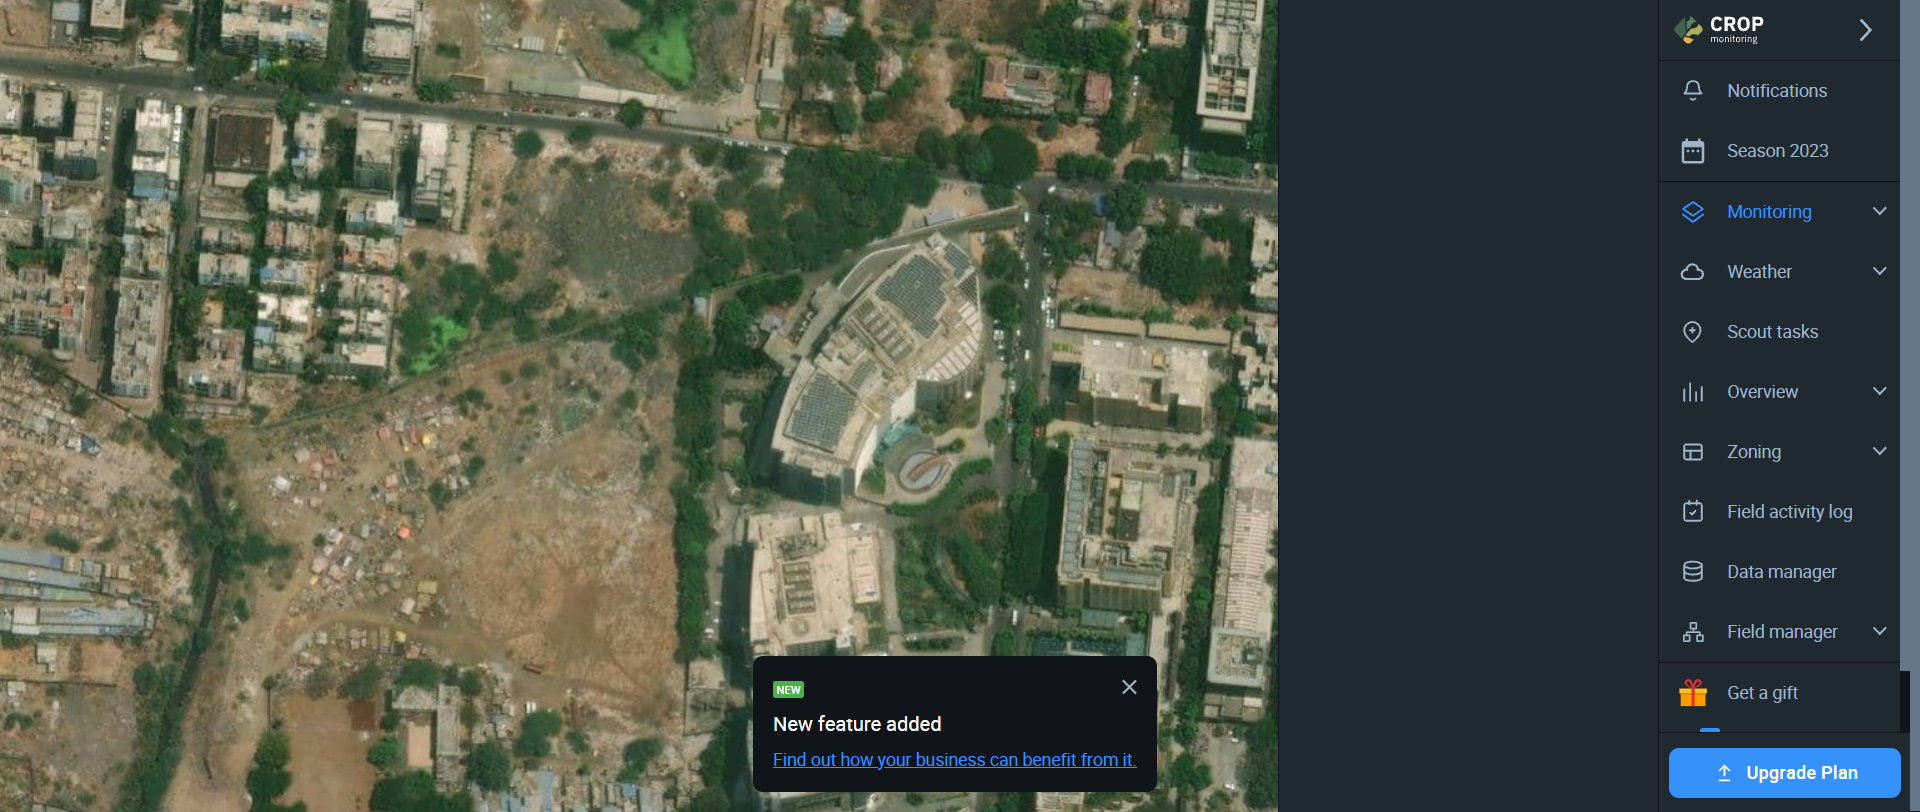 CROP
monitoring
Notifications
Season 2023
Monitoring
Weather
Scout tasks
Overview
Zoning
Field activity log
Data manager
Field manager
Get a gift
Upgrade Plan
NEW
New feature added
Find out how your business can benefit from it.